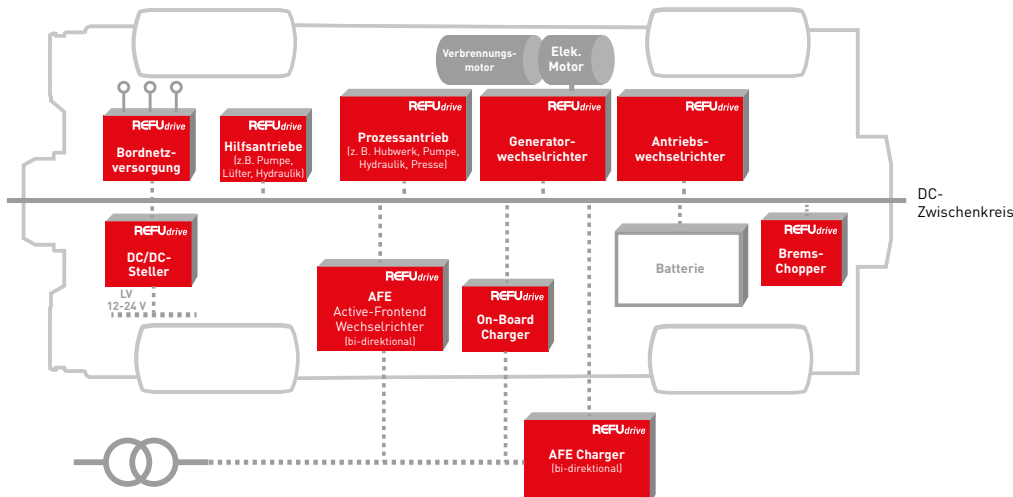 Verbrennungs-
motor
Elek.
Motor
REFUdrive
Bordnetz-
versorgung
REFUdrive
Hilfsantriebe
(z.B. Pumpe,
Lüfter, Hydraulik)
REFUdrive
Prozessantrieb
(z. B. Hubwerk, Pumpe,
Hydraulik, Presse)
REFUdrive
Generator-
wechselrichter
REFUdrive
Antriebs-
wechselrichter
DC-
Zwischenkreis
REFUdrive
DC/DC-
Steller
LV
12-24 V
REFUdrive
AFE
Active-Frontend
Wechselrichter
(bi-direktional)
REFUdrive
On-Board
Charger
Batterie
REFUdrive
Brems-
Chopper
REFUdrive
AFE Charger
(bi-direktional)